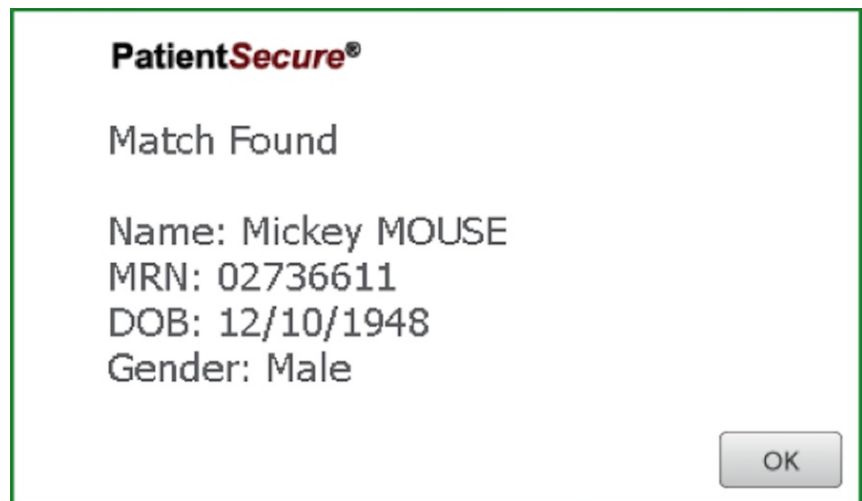 PatientSecure®
Match Found
Name: Mickey MOUSE
MRN: 02736611
DOB: 12/10/1948
Gender: Male
OK